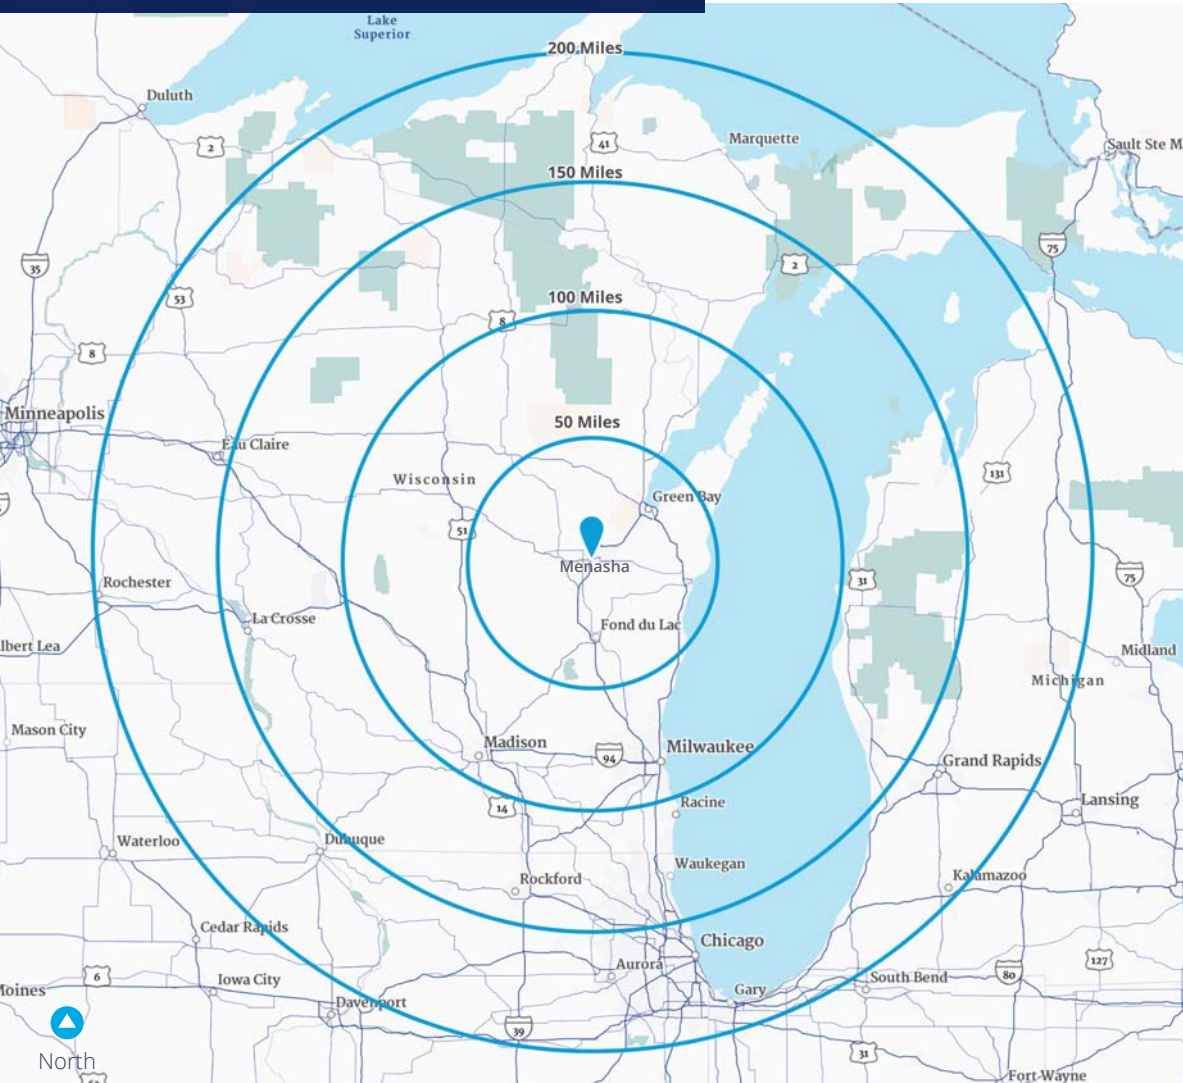 Lake
Superior
200 Miles
Duluth
41
Marquette
2
Sault Ste M
150 Miles
75
2
35
53
100 Miles
8
8
Minneapolis
50 Miles
Eau Claire
131
Wisconsin
Green Bay
51
Menasha
75
31
Rochester
La Crosse
Fond du Lac
lbert Lea
Midland
Michigan
Mason City
Madison
94
Milwaukee
Grand Rapids
14
Racine
Lansing
Waterloo
Dubuque
Waukegan
Rockford
Kalamazoo
Cedar Rapids
Chicago
127
Aurora
6
Iowa City
South Bend
80
Moines
Gary
Davenport
39
31
North
Fort Wayne